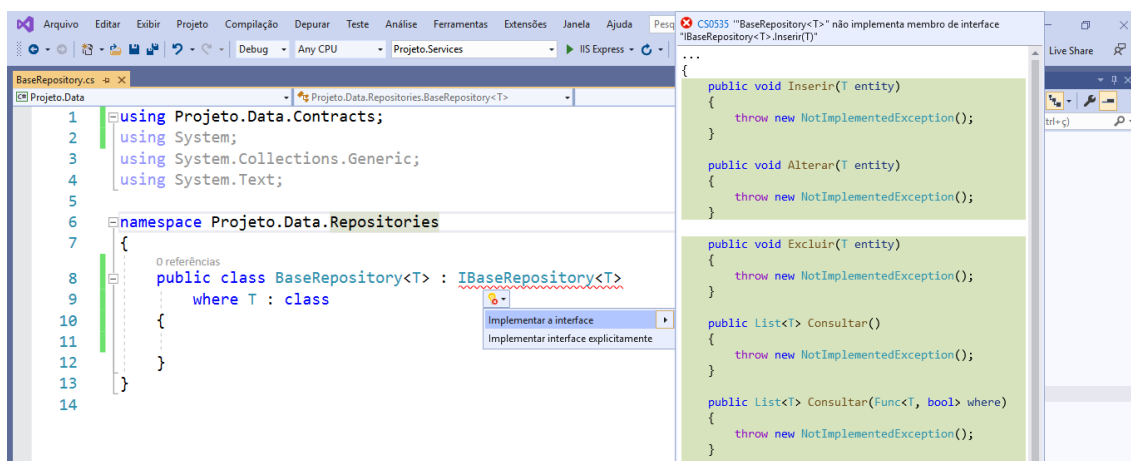 Arquivo Editar Exibir Projeto Compilação Depurar Teste Análise Ferramentas Extensões Janela Ajuda Pesq
Debug Any CPU Projeto.Services IIS Express Live Share
BaseRepository.cs
C# Projeto.Data Projeto.Data.Repositories.BaseRepository<T>
1 using Projeto.Data.Contracts;
2 using System;
3 using System.Collections.Generic;
4 using System.Text;
5
6 namespace Projeto.Data.Repositories
7 {
0 referências
8 public class BaseRepository<T> : IBaseRepository<T>
9 where T : class
10 {
11
12 }
13 }
14
Implementar a interface
Implementar interface explicitamente
CS0535 '"BaseRepository<T>" não implementa membro de interface
"IBaseRepository<T>.Inserir(T)"
...
{
public void Inserir(T entity)
{
throw new NotImplementedException();
}
public void Alterar(T entity)
{
throw new NotImplementedException();
}
public void Excluir(T entity)
{
throw new NotImplementedException();
}
public List<T> Consultar()
{
throw new NotImplementedException();
}
public List<T> Consultar(Func<T, bool> where)
{
throw new NotImplementedException();
}
trl+ç)